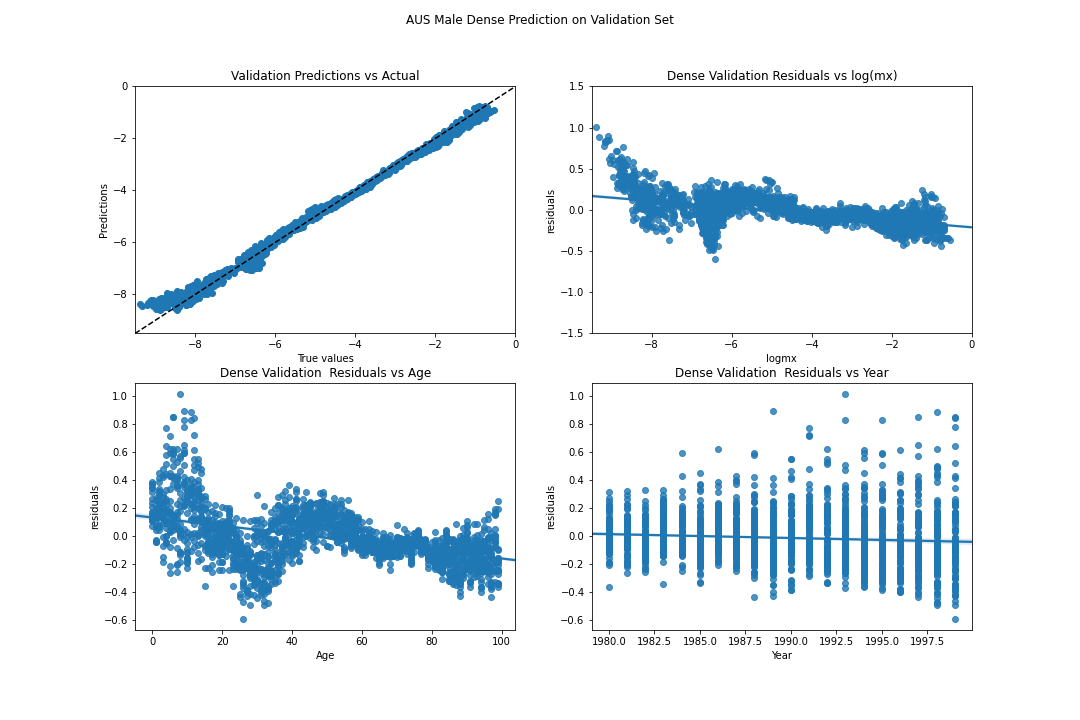 AUS Male Dense Prediction on Validation Set
Validation Predictions vs Actual
0
−2
−4
−6
−8
Predictions
−8 −6 −4 −2 0
True values
Dense Validation Residuals vs log(mx)
1.5
1.0
0.5
0.0
−0.5
−1.0
−1.5
residuals
−8 −6 −4 −2 0
logmx
Dense Validation  Residuals vs Age
1.0
0.8
0.6
0.4
0.2
0.0
−0.2
−0.4
−0.6
residuals
0 20 40 60 80 100
Age
Dense Validation  Residuals vs Year
1.0
0.8
0.6
0.4
0.2
0.0
−0.2
−0.4
−0.6
residuals
1980.0 1982.5 1985.0 1987.5 1990.0 1992.5 1995.0 1997.5
Year